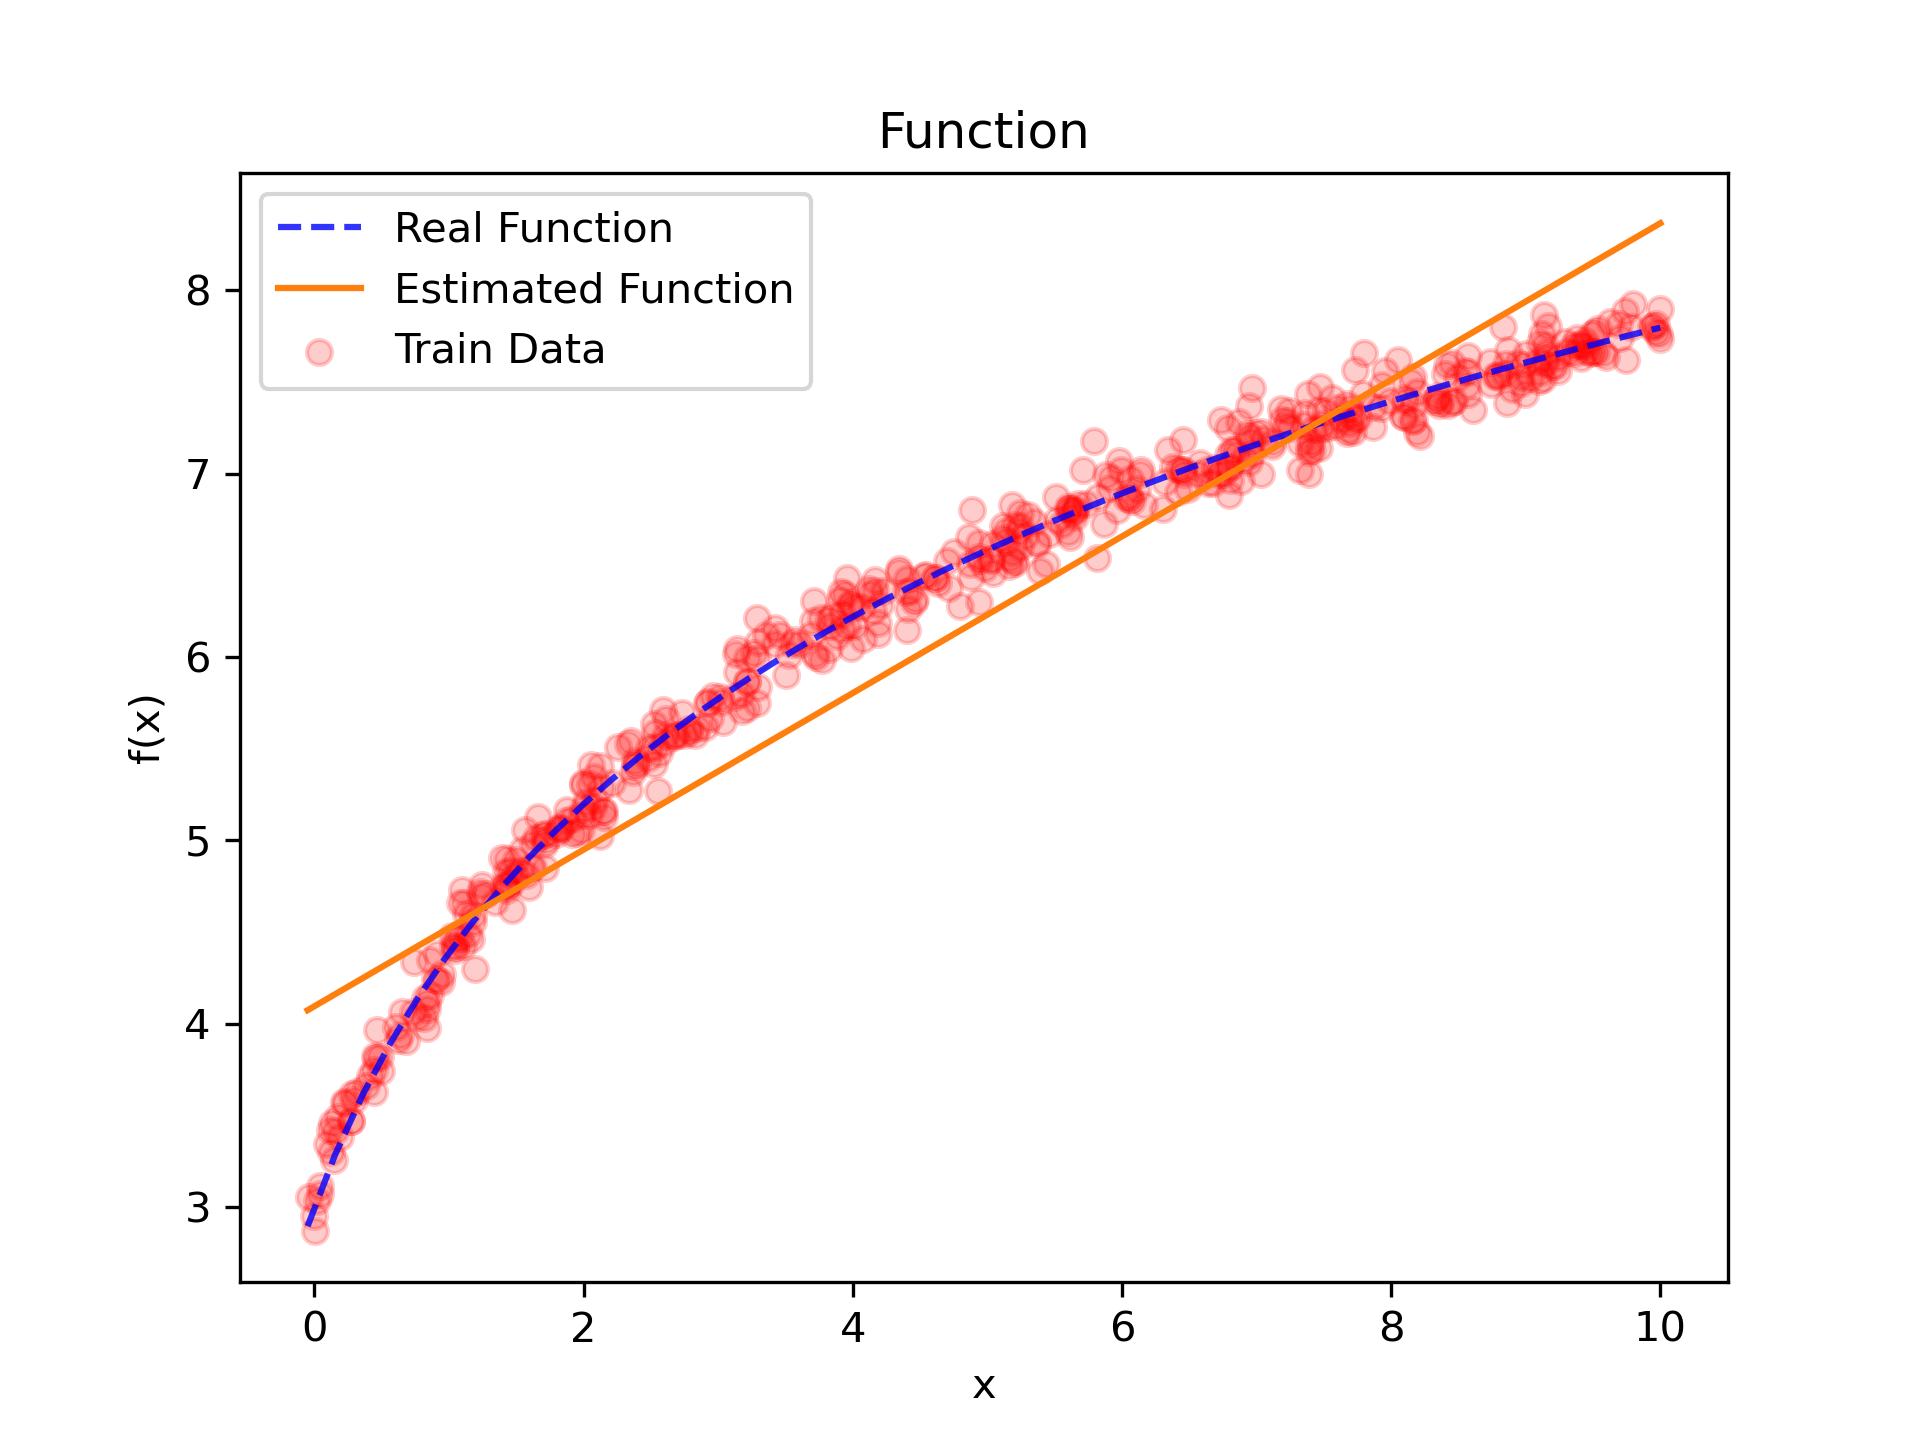 Function
Real Function
Estimated Function
Train Data
8
7
6
5
4
3
f(x)
0 2 4 6 8 10
x